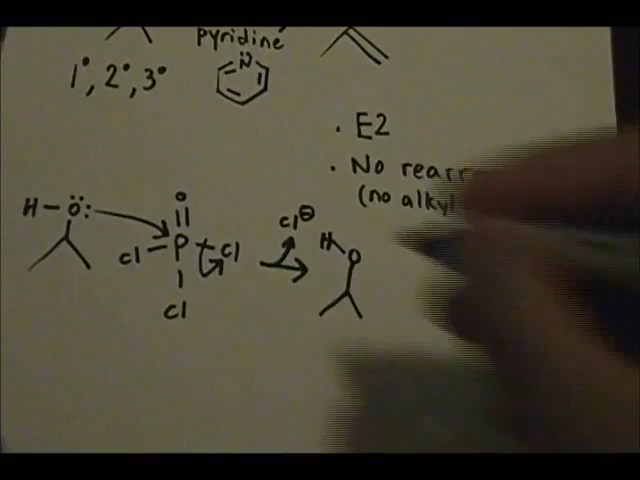 pyridine
N
1°, 2°, 3°
• E2
• No rearr
(no alkyl
H–Ö:
O
Cl
P
Cl
Cl
Cl⊖
H
O